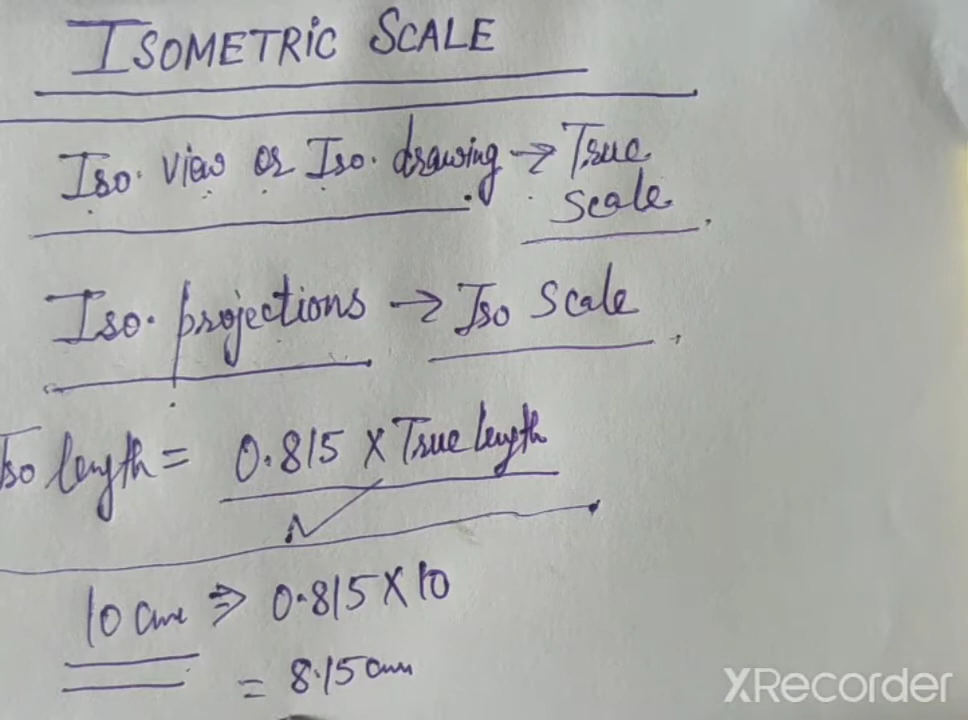 ISOMETRIC SCALE
Iso. view or Iso. drawing → True
Scale.
Iso. projections → Iso Scale.
Iso length = 0.815 X True length
10 cm ⇒ 0.815 X 10
= 8.15 cm
XRecorder